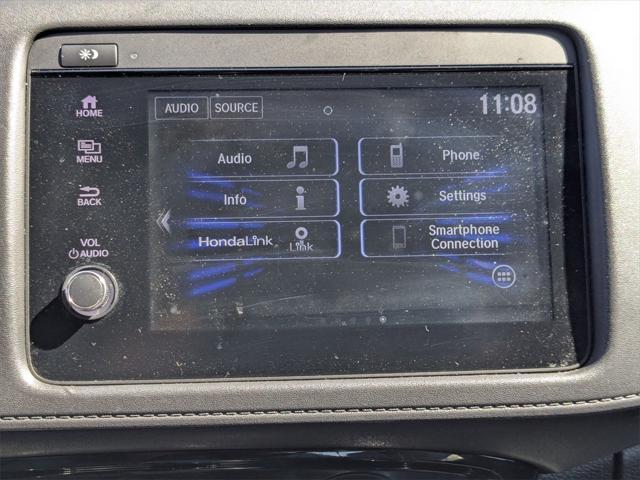 HOME
MENU
BACK
VOL
AUDIO
AUDIO SOURCE 11:08
Audio
Info
HondaLink Link
Phone
Settings
Smartphone
Connection